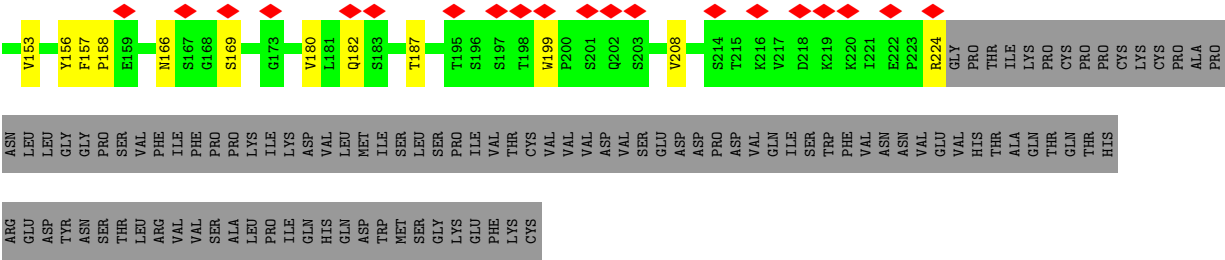 V153 Y156 F157 P158 E159 N166 S167 G168 S169 G173 V180 L181 Q182 S183 T187 T195 S196 S197 T198 W199 P200 S201 Q202 S203 V208 S214 T215 K216 V217 D218 K219 K220 I221 E222 P223 R224 GLY PRO THR ILE LYS PRO CYS PRO PRO CYS LYS CYS PRO ALA PRO
ASN LEU LEU GLY GLY PRO SER VAL PHE ILE PHE PRO PRO LYS ILE LYS ASP VAL LEU MET ILE SER LEU SER PRO ILE VAL THR CYS VAL VAL VAL ASP VAL SER GLU ASP ASP PRO ASP VAL GLN ILE SER TRP PHE VAL ASN ASN VAL GLU VAL HIS THR ALA GLN THR GLN THR HIS
ARG GLU ASP TYR ASN SER THR LEU ARG VAL VAL SER ALA LEU PRO ILE GLN HIS GLN ASP TRP MET SER GLY LYS GLU PHE LYS CYS